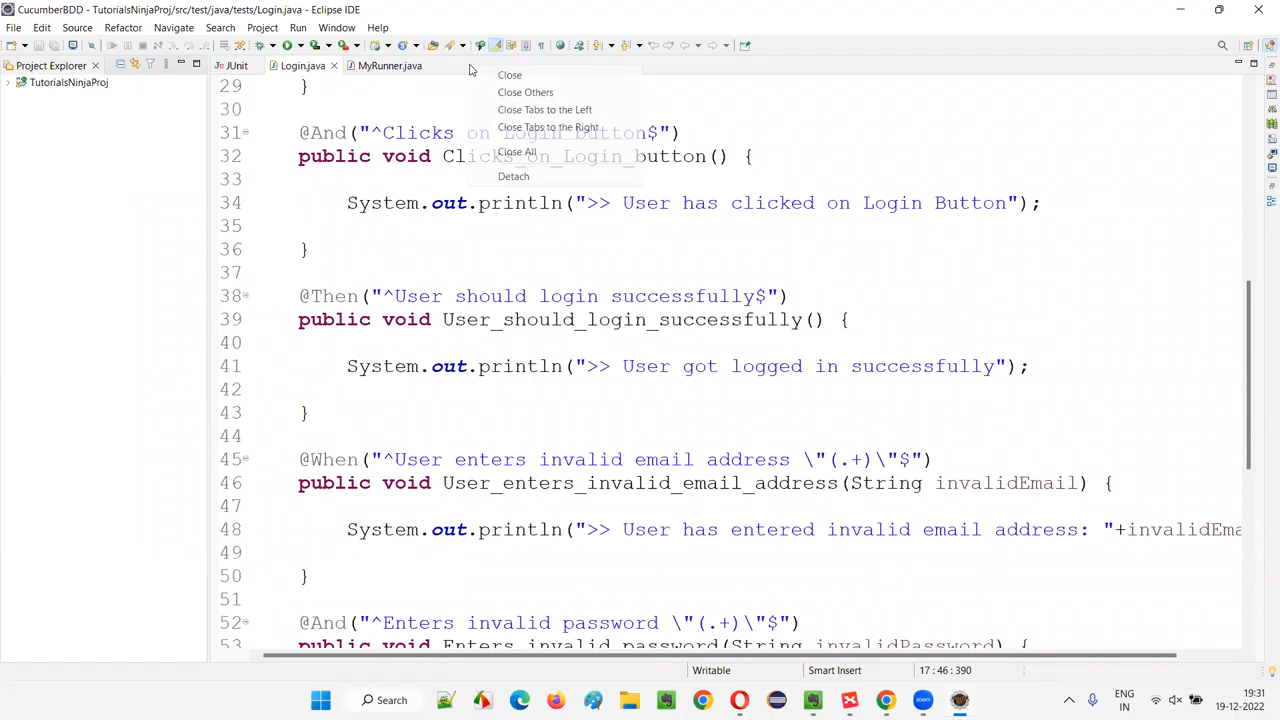 CucumberBDD - TutorialsNinjaProj/src/test/java/tests/Login.java - Eclipse IDE
File Edit Source Refactor Navigate Search Project Run Window Help
Project Explorer
JUnit Login.java MyRunner.java
TutorialsNinjaProj
Close
Close Others
Close Tabs to the Left
Close Tabs to the Right
Close All
Detach
29 }
30
31 @And("^Clicks on Login button$")
32 public void Clicks_on_Login_button() {
33
34 System.out.println(">> User has clicked on Login Button");
35
36 }
37
38 @Then("^User should login successfully$")
39 public void User_should_login_successfully() {
40
41 System.out.println(">> User got logged in successfully");
42
43 }
44
45 @When("^User enters invalid email address \"(.+)\"$")
46 public void User_enters_invalid_email_address(String invalidEmail) {
47
48 System.out.println(">> User has entered invalid email address: "+invalidEma
49
50 }
51
52 @And("^Enters invalid password \"(.+)\"$")
53 public void Enters_invalid_password(String invalidPassword) {
Writable Smart Insert 17 : 46 : 390
Search
ENG
IN
19:31
19-12-2022